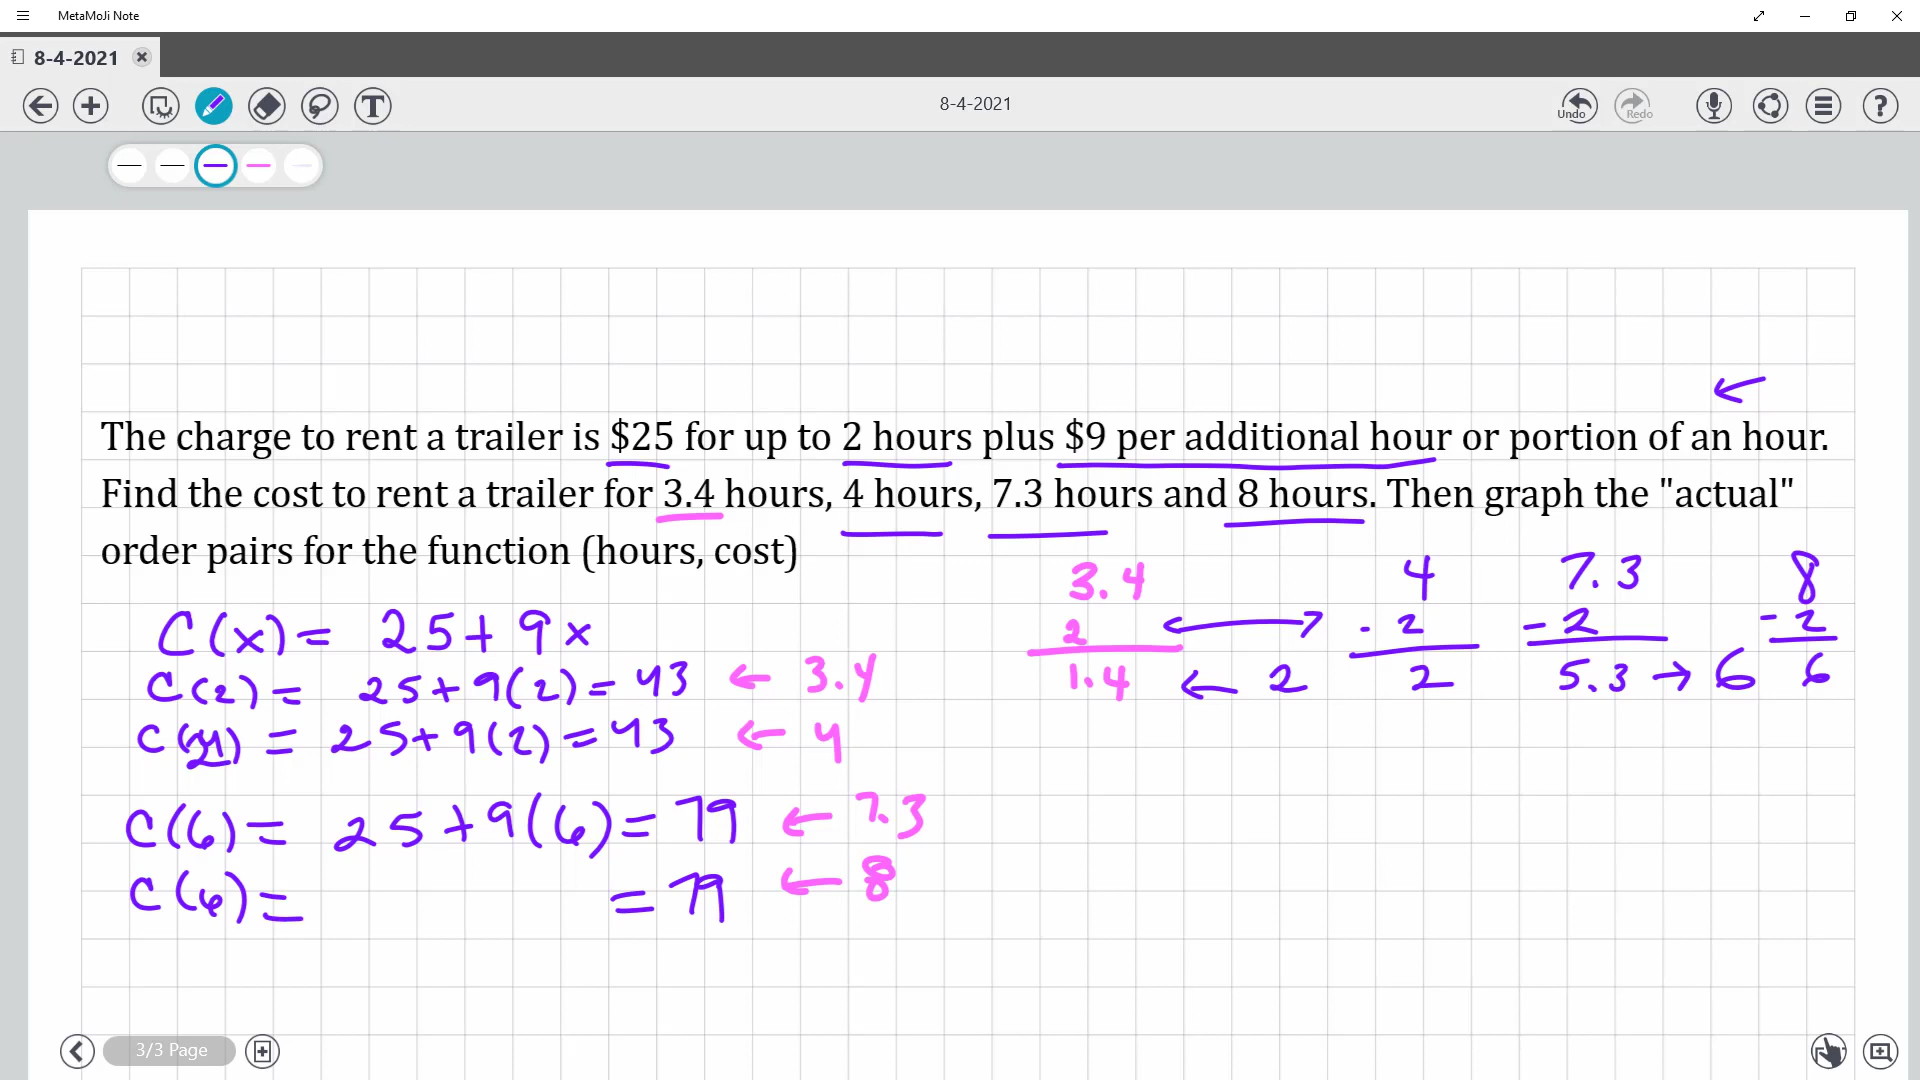 MetaMoJi Note
8-4-2021
8-4-2021
Undo
Redo
T
?
The charge to rent a trailer is $25 for up to 2 hours plus $9 per additional hour or portion of an hour.
Find the cost to rent a trailer for 3.4 hours, 4 hours, 7.3 hours and 8 hours. Then graph the "actual"
order pairs for the function (hours, cost)
3.4 4 7.3 8
C(x) = 25 + 9x
2 ↔ - 2 - 2 - 2
C(2) = 25 + 9(2) = 43 ← 3.4
1.4 ← 2 2 5.3 → 6 6
= 25 + 9(2) = 43 ← 4
C(6) = 25 + 9(6) = 79 ← 7.3
C(6) = = 79 ← 8
3/3 Page